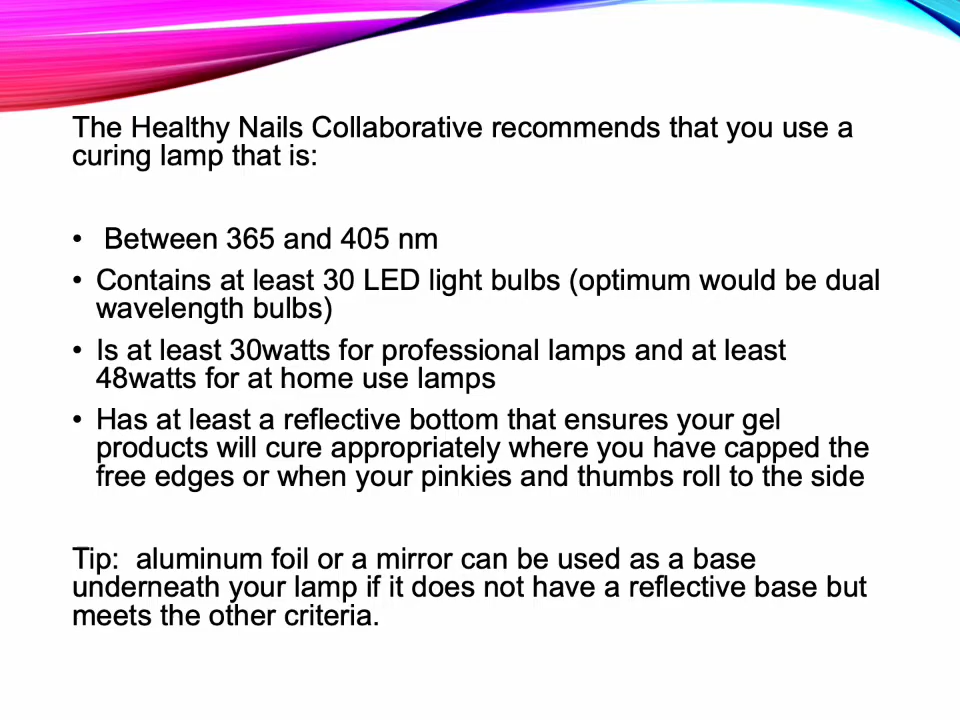 The Healthy Nails Collaborative recommends that you use a
curing lamp that is:
• Between 365 and 405 nm
• Contains at least 30 LED light bulbs (optimum would be dual
wavelength bulbs)
• Is at least 30watts for professional lamps and at least
48watts for at home use lamps
• Has at least a reflective bottom that ensures your gel
products will cure appropriately where you have capped the
free edges or when your pinkies and thumbs roll to the side
Tip:  aluminum foil or a mirror can be used as a base
underneath your lamp if it does not have a reflective base but
meets the other criteria.